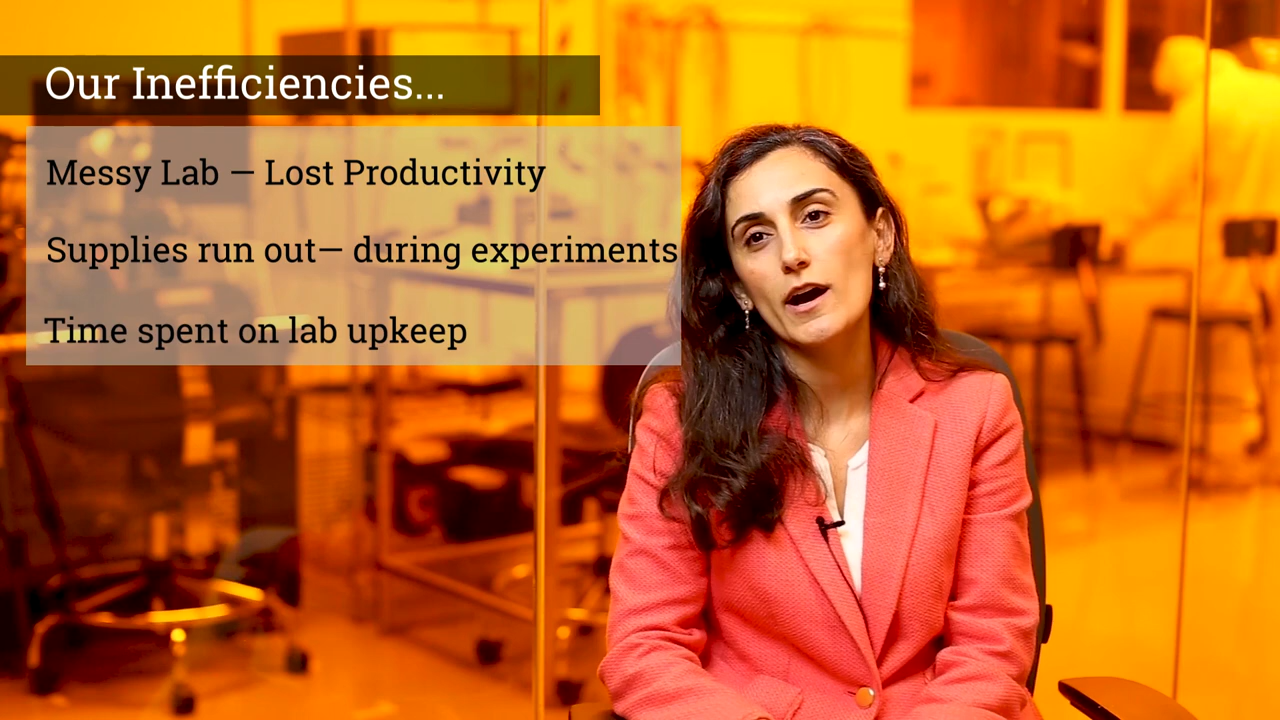 Our Inefficiencies...
Messy Lab — Lost Productivity
Supplies run out— during experiments
Time spent on lab upkeep